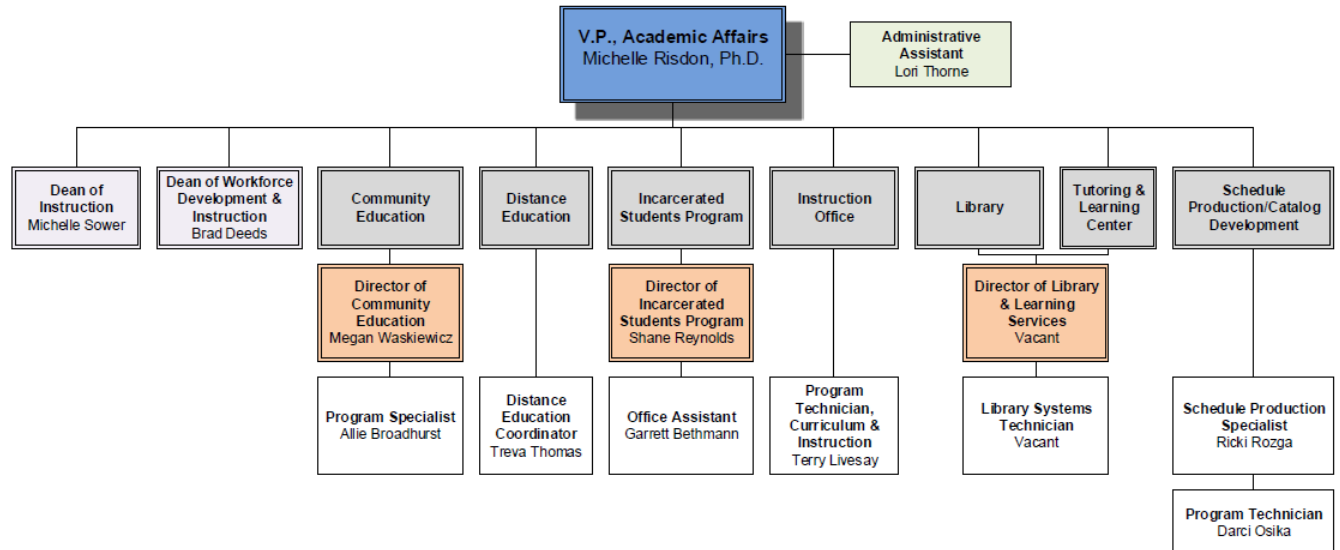 V.P., Academic Affairs
Michelle Risdon, Ph.D.
Administrative
Assistant
Lori Thorne
Dean of
Instruction
Michelle Sower
Dean of Workforce
Development &
Instruction
Brad Deeds
Community
Education
Distance
Education
Incarcerated
Students Program
Instruction
Office
Library
Tutoring &
Learning
Center
Schedule
Production/Catalog
Development
Director of
Community
Education
Megan Waskiewicz
Director of
Incarcerated
Students Program
Shane Reynolds
Director of Library
& Learning
Services
Vacant
Program Specialist
Allie Broadhurst
Distance
Education
Coordinator
Treva Thomas
Office Assistant
Garrett Bethmann
Program
Technician,
Curriculum &
Instruction
Terry Livesay
Library Systems
Technician
Vacant
Schedule Production
Specialist
Ricki Rozga
Program Technician
Darci Osika